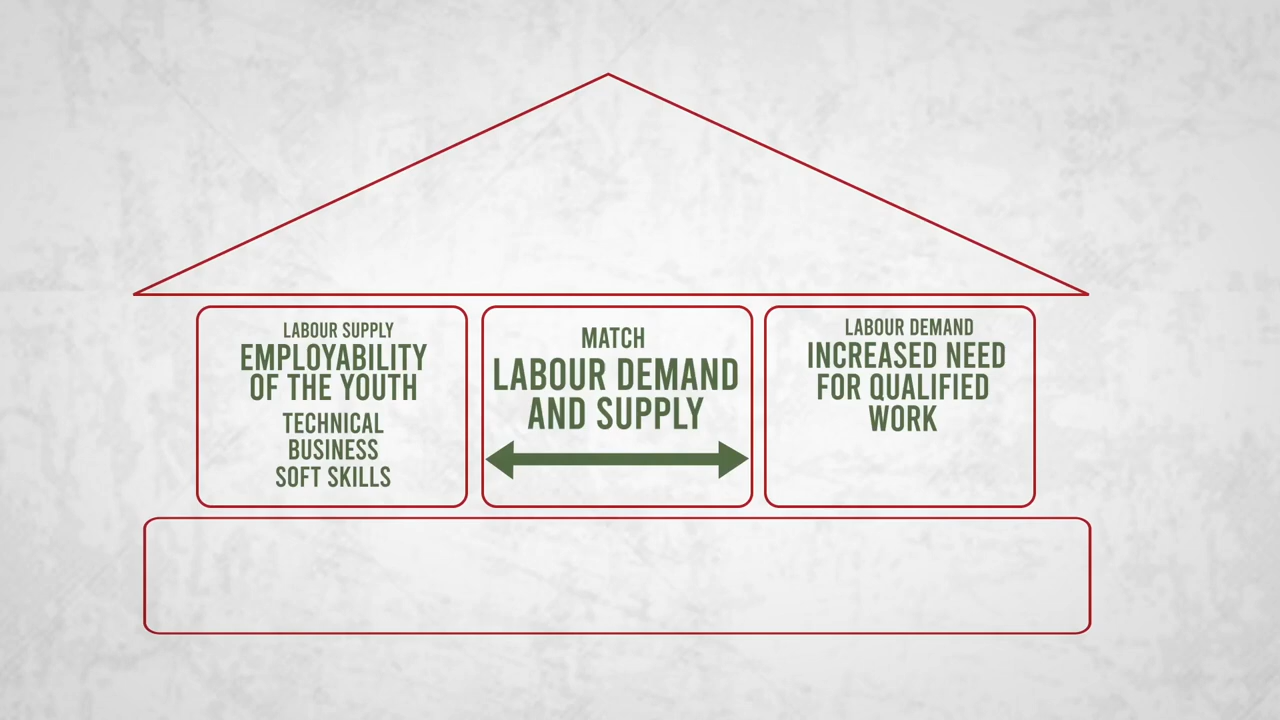 LABOUR SUPPLY
EMPLOYABILITY
OF THE YOUTH
TECHNICAL
BUSINESS
SOFT SKILLS
MATCH
LABOUR DEMAND
AND SUPPLY
LABOUR DEMAND
INCREASED NEED
FOR QUALIFIED
WORK